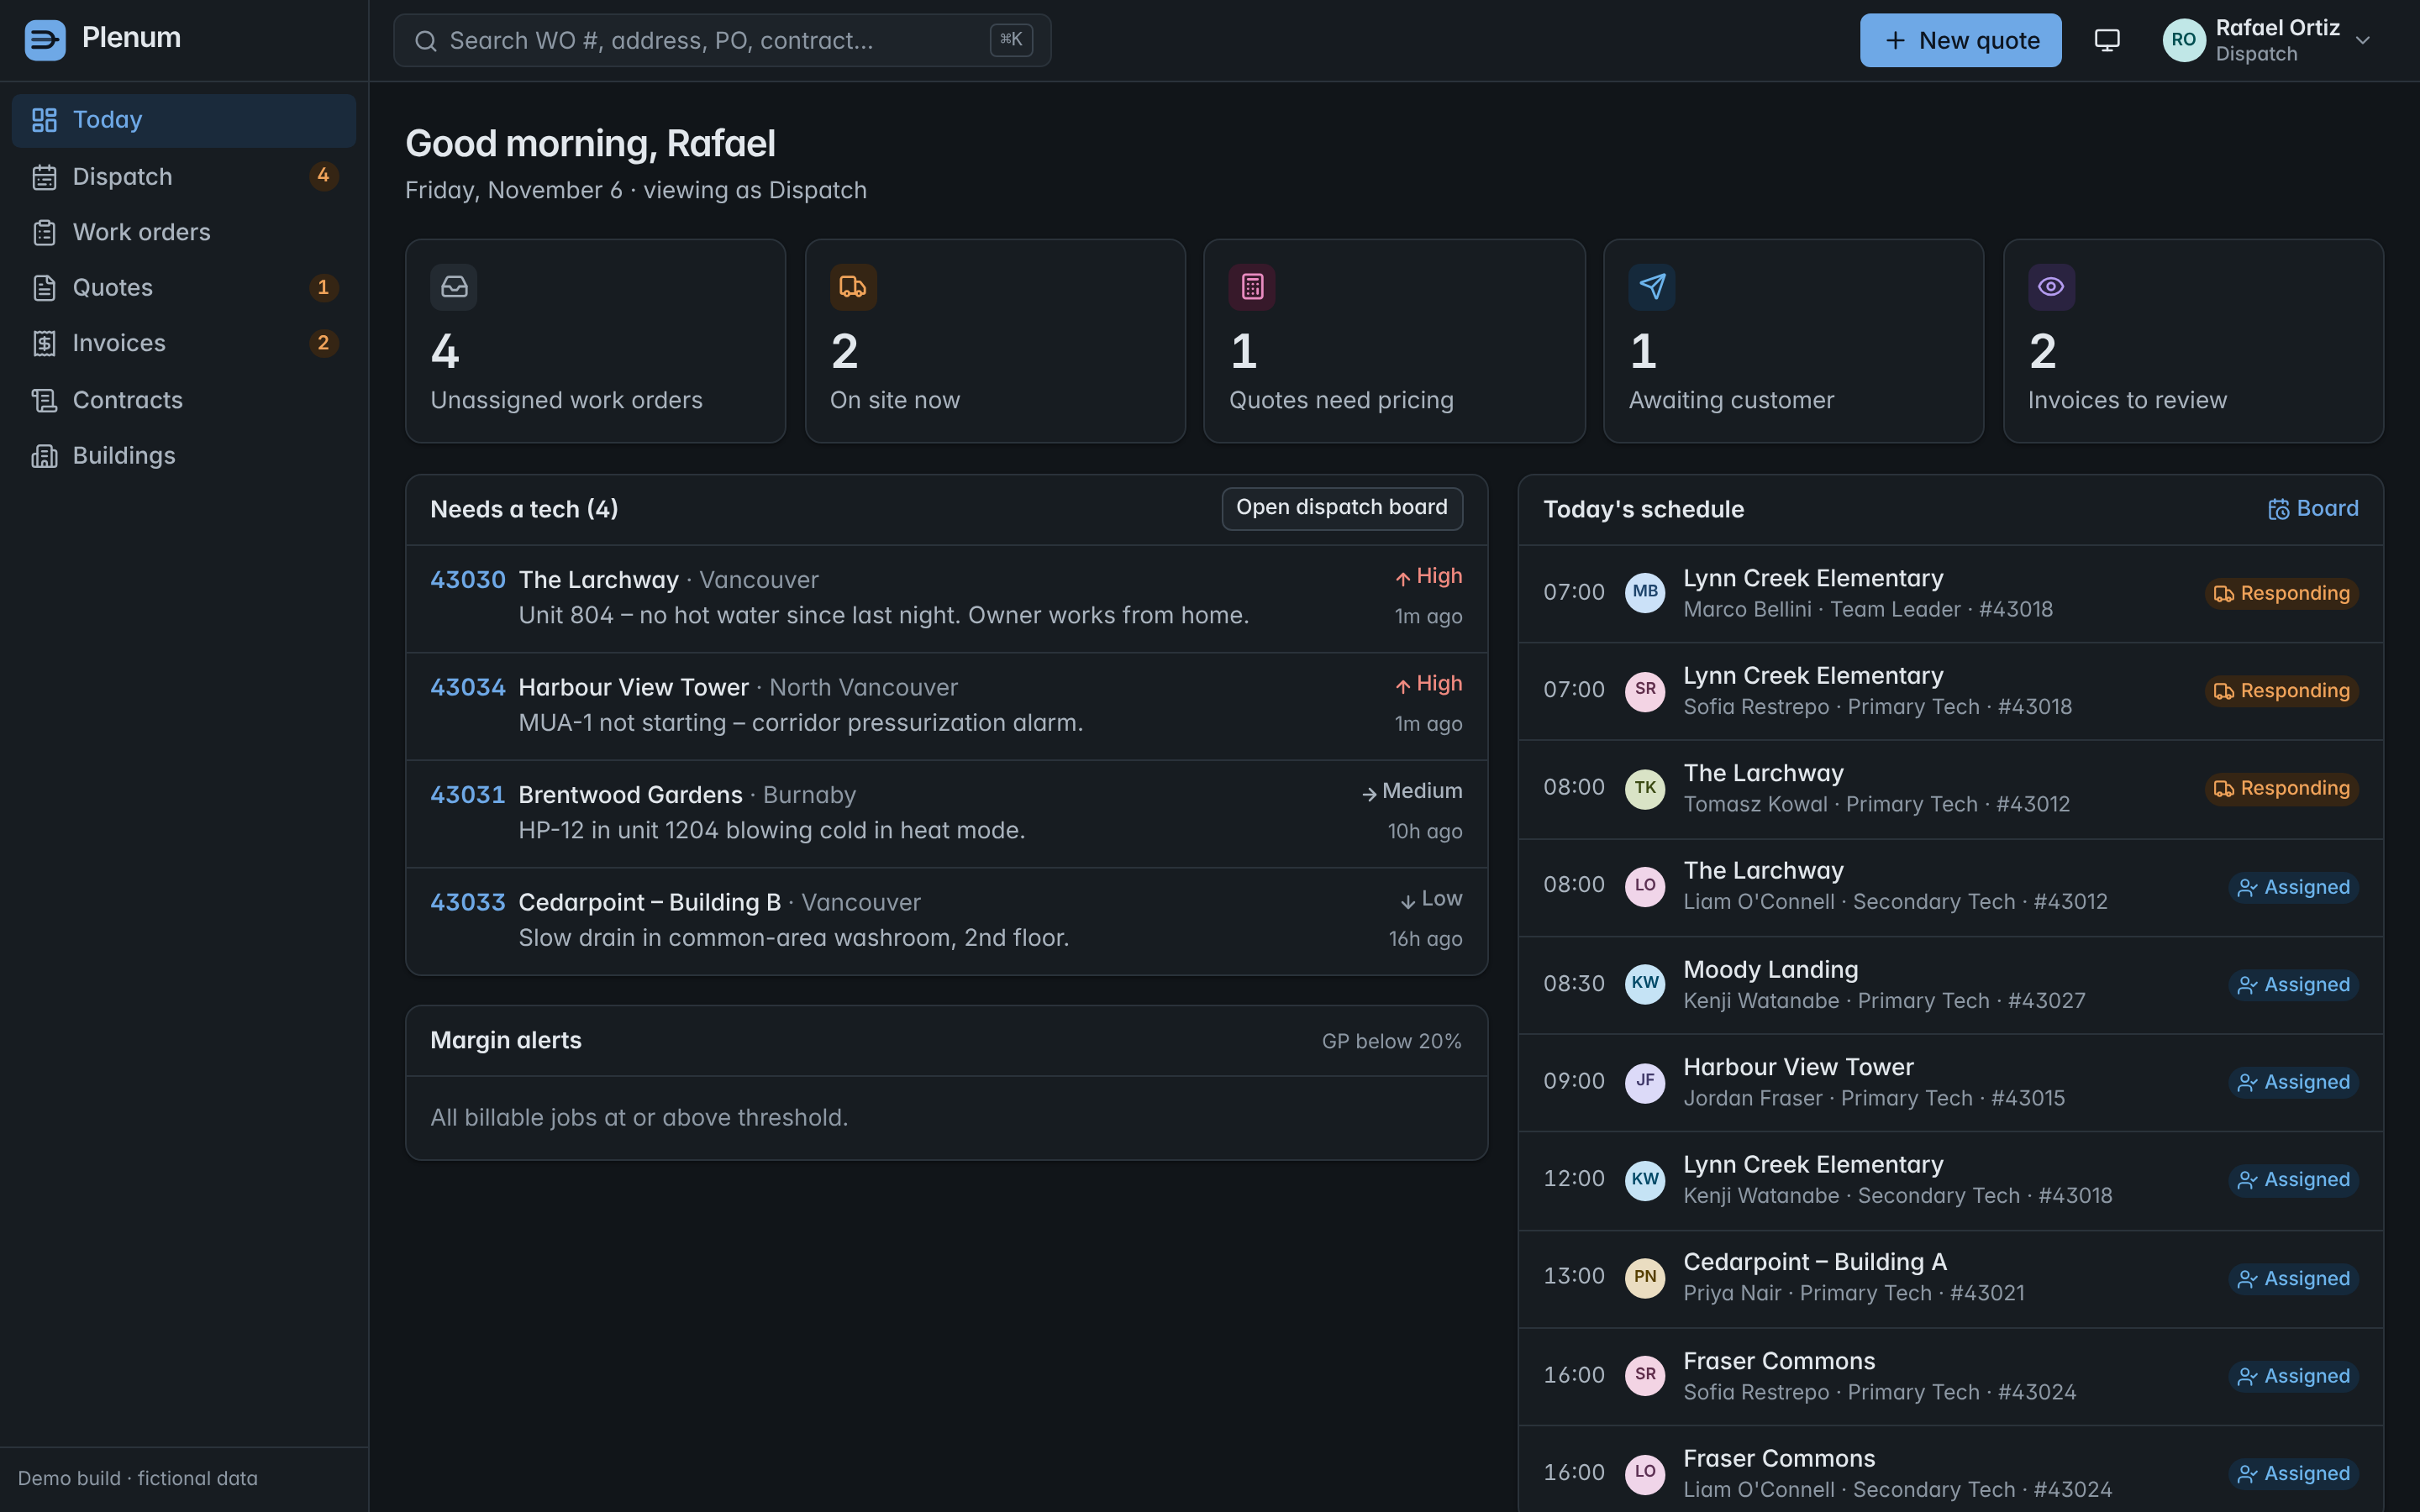 Plenum
Search WO #, address, PO, contract...
⌘K
New quote
RO
Rafael Ortiz
Dispatch
Today
Dispatch
4
Work orders
Quotes
1
Invoices
2
Contracts
Buildings
Demo build · fictional data
Good morning, Rafael
Friday, November 6 · viewing as Dispatch
4
Unassigned work orders
2
On site now
1
Quotes need pricing
1
Awaiting customer
2
Invoices to review
Needs a tech (4)
Open dispatch board
43030 The Larchway · Vancouver
High
Unit 804 – no hot water since last night. Owner works from home.
1m ago
43034 Harbour View Tower · North Vancouver
High
MUA-1 not starting – corridor pressurization alarm.
1m ago
43031 Brentwood Gardens · Burnaby
Medium
HP-12 in unit 1204 blowing cold in heat mode.
10h ago
43033 Cedarpoint – Building B · Vancouver
Low
Slow drain in common-area washroom, 2nd floor.
16h ago
Margin alerts
GP below 20%
All billable jobs at or above threshold.
Today's schedule
Board
07:00
MB
Lynn Creek Elementary
Marco Bellini · Team Leader · #43018
Responding
07:00
SR
Lynn Creek Elementary
Sofia Restrepo · Primary Tech · #43018
Responding
08:00
TK
The Larchway
Tomasz Kowal · Primary Tech · #43012
Responding
08:00
LO
The Larchway
Liam O'Connell · Secondary Tech · #43012
Assigned
08:30
KW
Moody Landing
Kenji Watanabe · Primary Tech · #43027
Assigned
09:00
JF
Harbour View Tower
Jordan Fraser · Primary Tech · #43015
Assigned
12:00
KW
Lynn Creek Elementary
Kenji Watanabe · Secondary Tech · #43018
Assigned
13:00
PN
Cedarpoint – Building A
Priya Nair · Primary Tech · #43021
Assigned
16:00
SR
Fraser Commons
Sofia Restrepo · Primary Tech · #43024
Assigned
16:00
LO
Fraser Commons
Liam O'Connell · Secondary Tech · #43024
Assigned